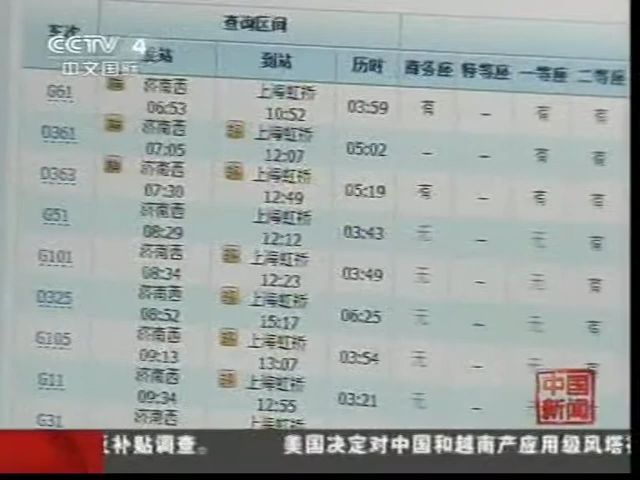 车次 查询区间
CCTV 4
中文国际
发站 到站 历时 商务座 特等座 一等座 二等座
G61 济南西 上海虹桥 03:59 有 -- 有 有
06:53 10:52
D361 济南西 上海虹桥 05:02 -- -- 有 有
07:05 12:07
D363 济南西 上海虹桥 05:19 有 -- 有 有
07:30 12:49
G51 济南西 上海虹桥 03:43 无 -- 无 有
08:29 12:12
G101 济南西 上海虹桥 03:49 无 -- 无 有
08:34 12:23
D325 济南西 上海虹桥 06:25 无 -- 无 有
08:52 15:17
G105 济南西 上海虹桥 03:54 无 -- 无
09:13 13:07
G11 济南西 上海虹桥 03:21 无 --
09:34 12:55
G31 济南西 上海虹桥
中国
新闻
补贴调查。 美国决定对中国和越南产应用级风塔